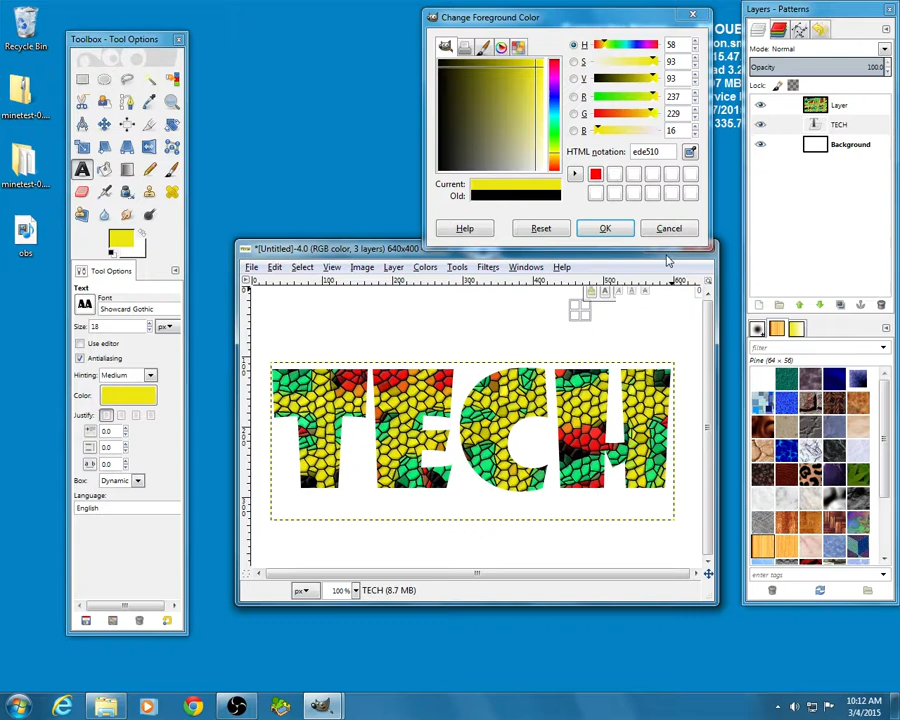 Recycle Bin
minetest-0....
minetest-0....
obs
Toolbox - Tool Options
Tool Options
Text
Font
Showcard Gothic
Size: 18 px
Use editor
Antialiasing
Hinting: Medium
Color:
Justify:
0.0
0.0
0.0
Box: Dynamic
Language:
English
Change Foreground Color
H 58
S 93
V 93
R 237
G 229
B 16
HTML notation: ede510
Current:
Old:
Help Reset OK Cancel
*[Untitled]-4.0 (RGB color, 3 layers) 640x400
File Edit Select View Image Layer Colors Tools Filters Windows Help
TECH
px 100 % TECH (8.7 MB)
Layers - Patterns
Mode: Normal
Opacity 100.0
Lock:
Layer
TECH
Background
filter
Pine (64 × 56)
enter tags
10:12 AM
3/4/2015